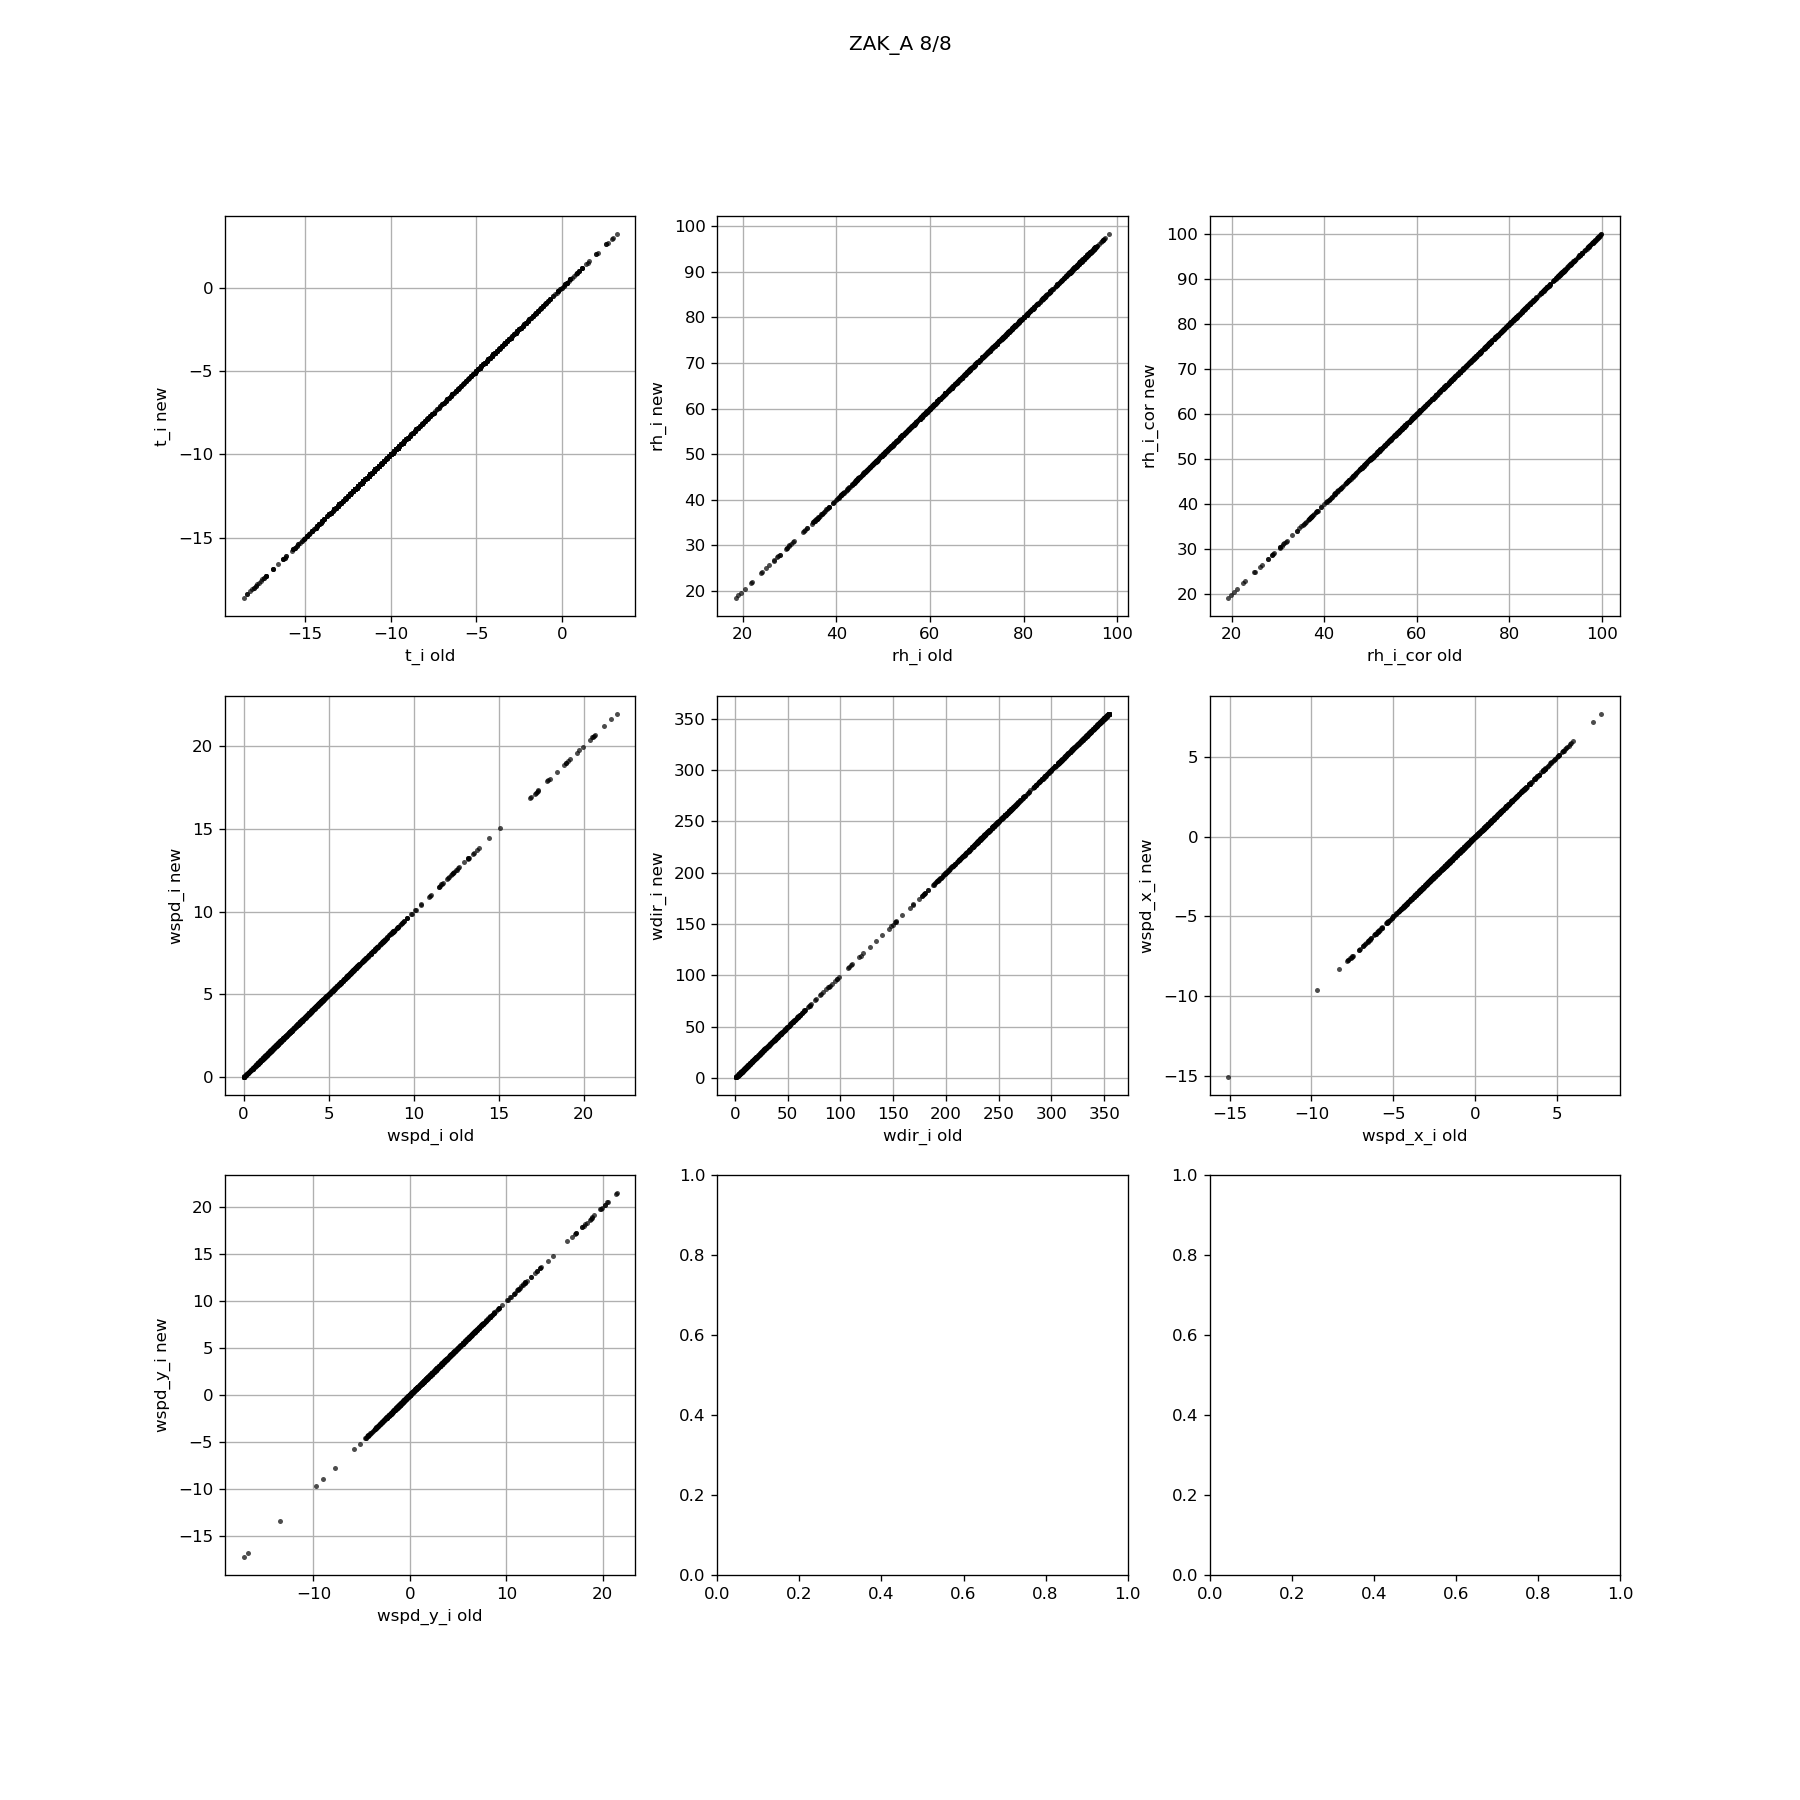 ZAK_A 8/8
t_i new
0
−5
−10
−15
−15 −10 −5 0
t_i old
rh_i new
100
90
80
70
60
50
40
30
20
20 40 60 80 100
rh_i old
rh_i_cor new
100
90
80
70
60
50
40
30
20
20 40 60 80 100
rh_i_cor old
wspd_i new
20
15
10
5
0
0 5 10 15 20
wspd_i old
wdir_i new
350
300
250
200
150
100
50
0
0 50 100 150 200 250 300 350
wdir_i old
wspd_x_i new
5
0
−5
−10
−15
−15 −10 −5 0 5
wspd_x_i old
wspd_y_i new
20
15
10
5
0
−5
−10
−15
−10 0 10 20
wspd_y_i old
1.0
0.8
0.6
0.4
0.2
0.0
0.0 0.2 0.4 0.6 0.8 1.0
1.0
0.8
0.6
0.4
0.2
0.0
0.0 0.2 0.4 0.6 0.8 1.0